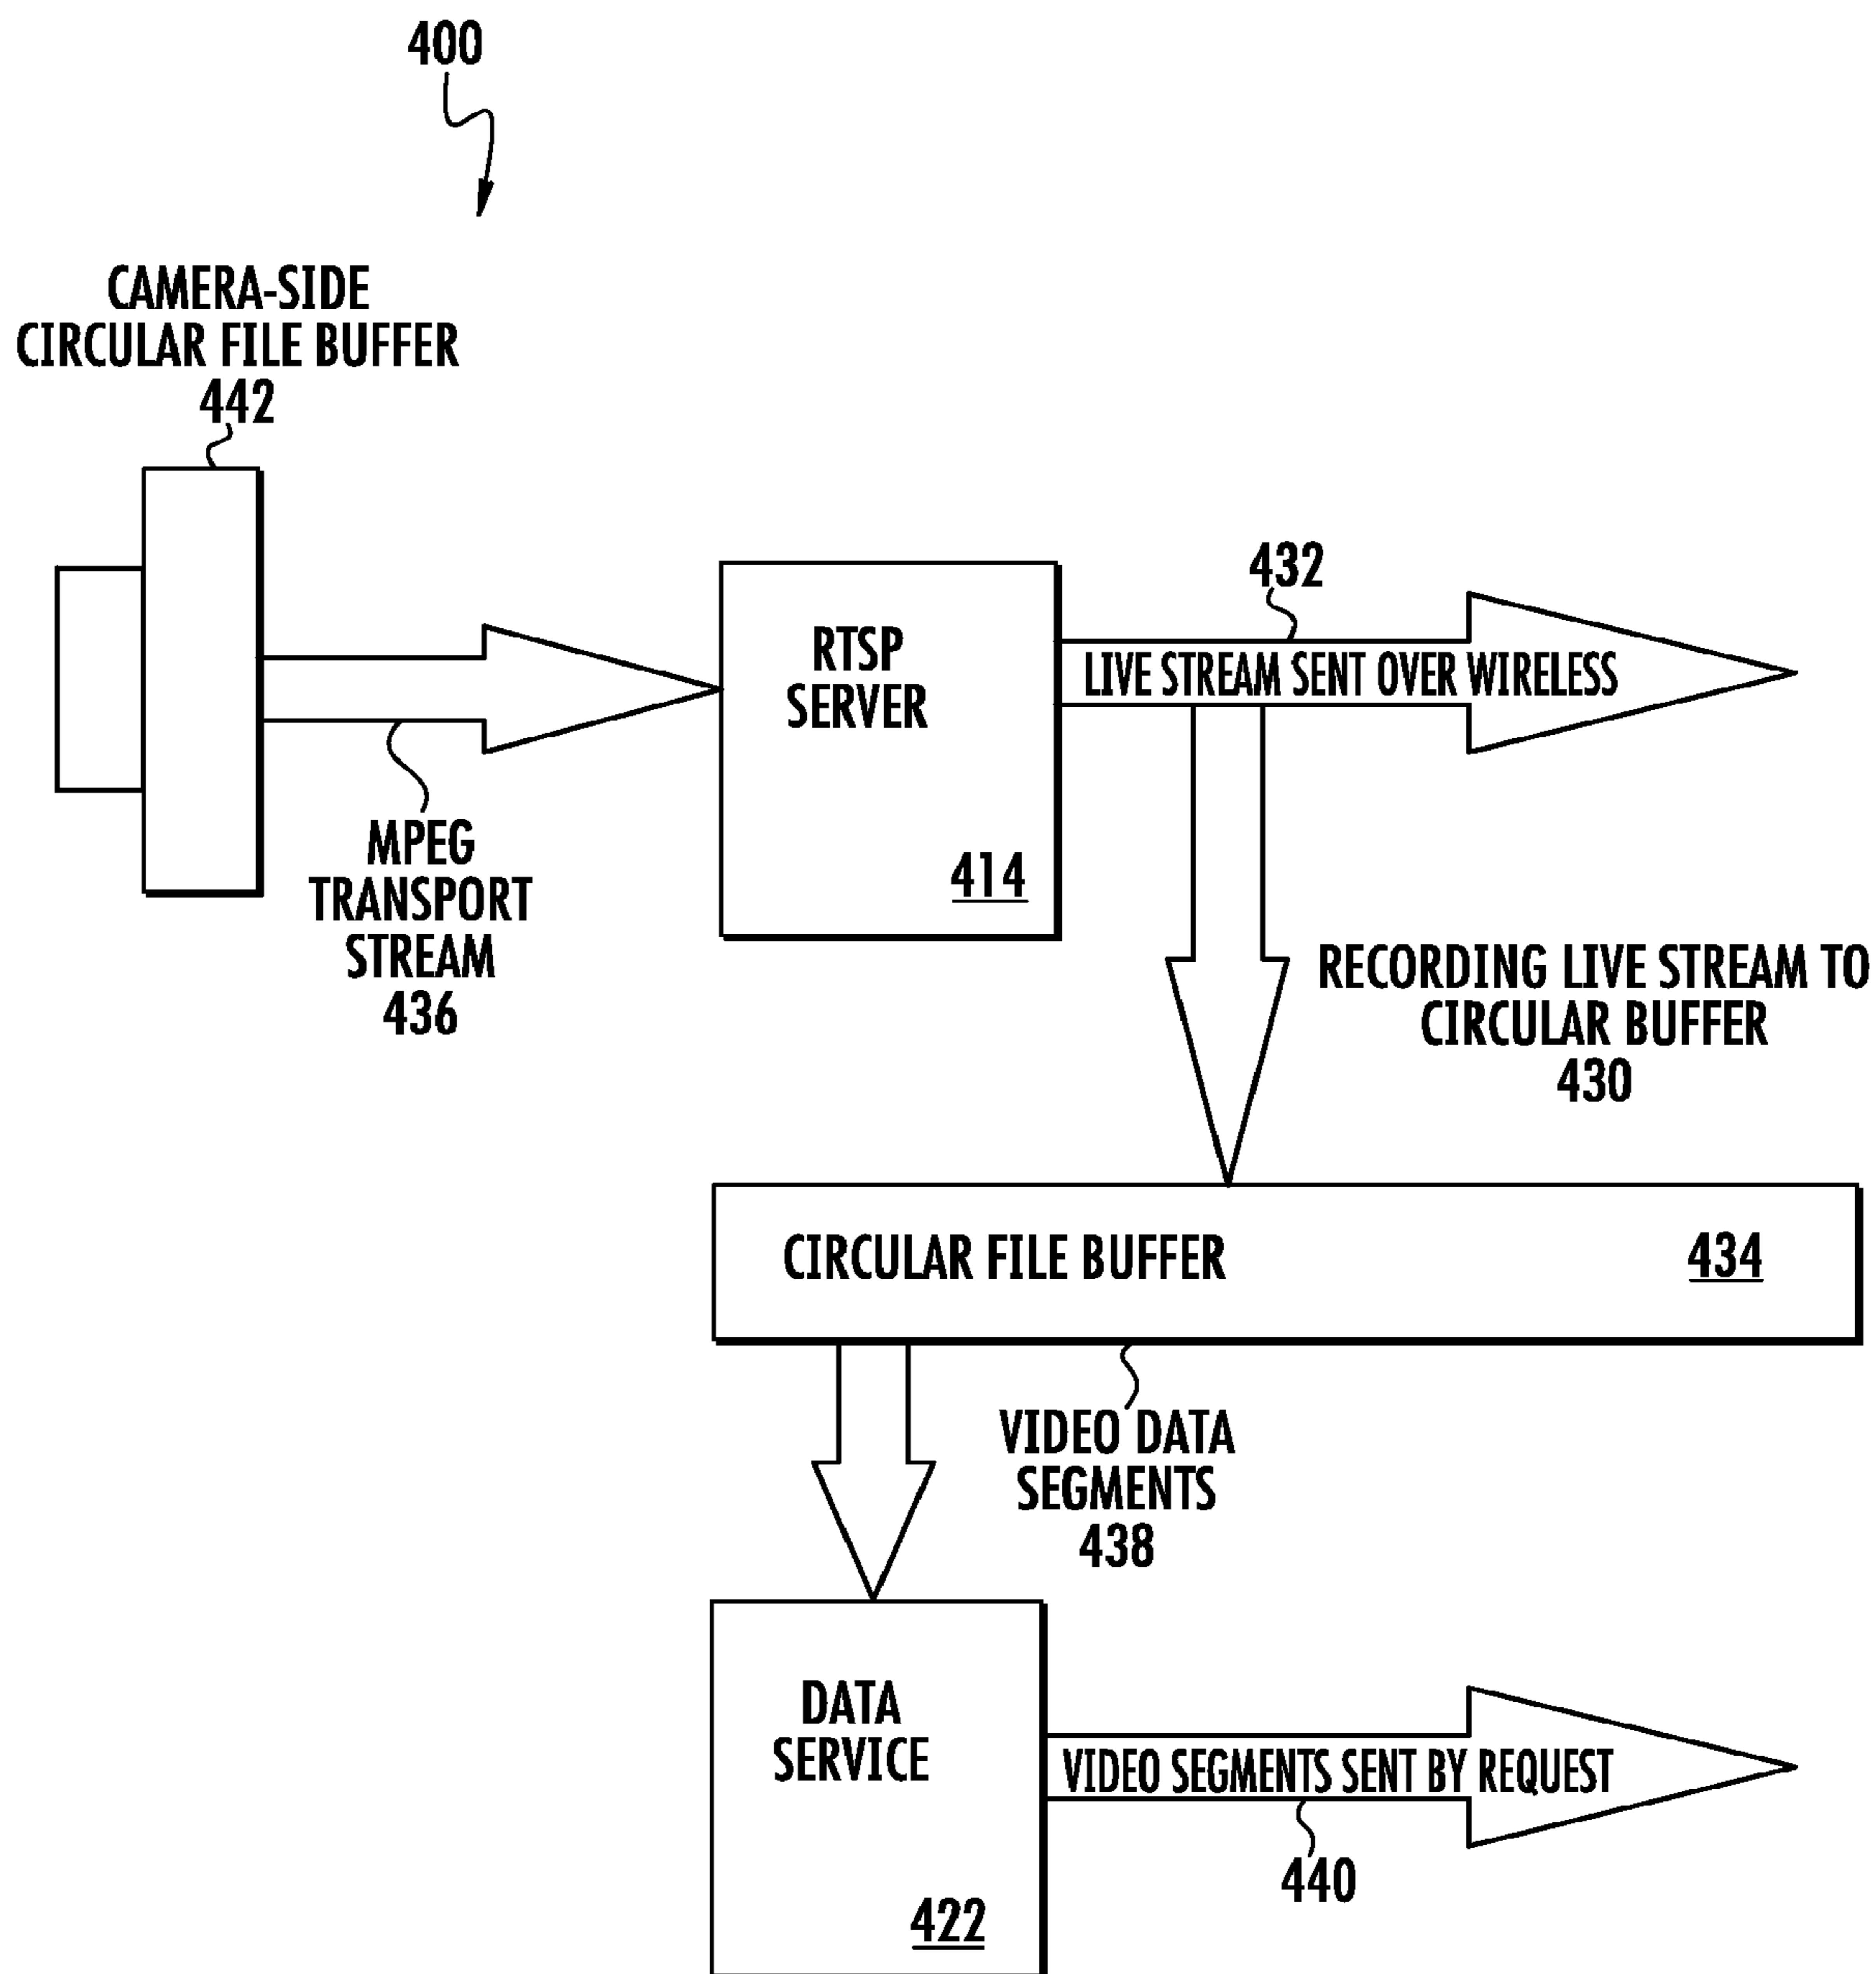 400
CAMERA-SIDE
CIRCULAR FILE BUFFER
442
MPEG
TRANSPORT
STREAM
436
RTSP
SERVER
414
432
LIVE STREAM SENT OVER WIRELESS
RECORDING LIVE STREAM TO
CIRCULAR BUFFER
430
CIRCULAR FILE BUFFER
434
VIDEO DATA
SEGMENTS
438
DATA
SERVICE
422
VIDEO SEGMENTS SENT BY REQUEST
440